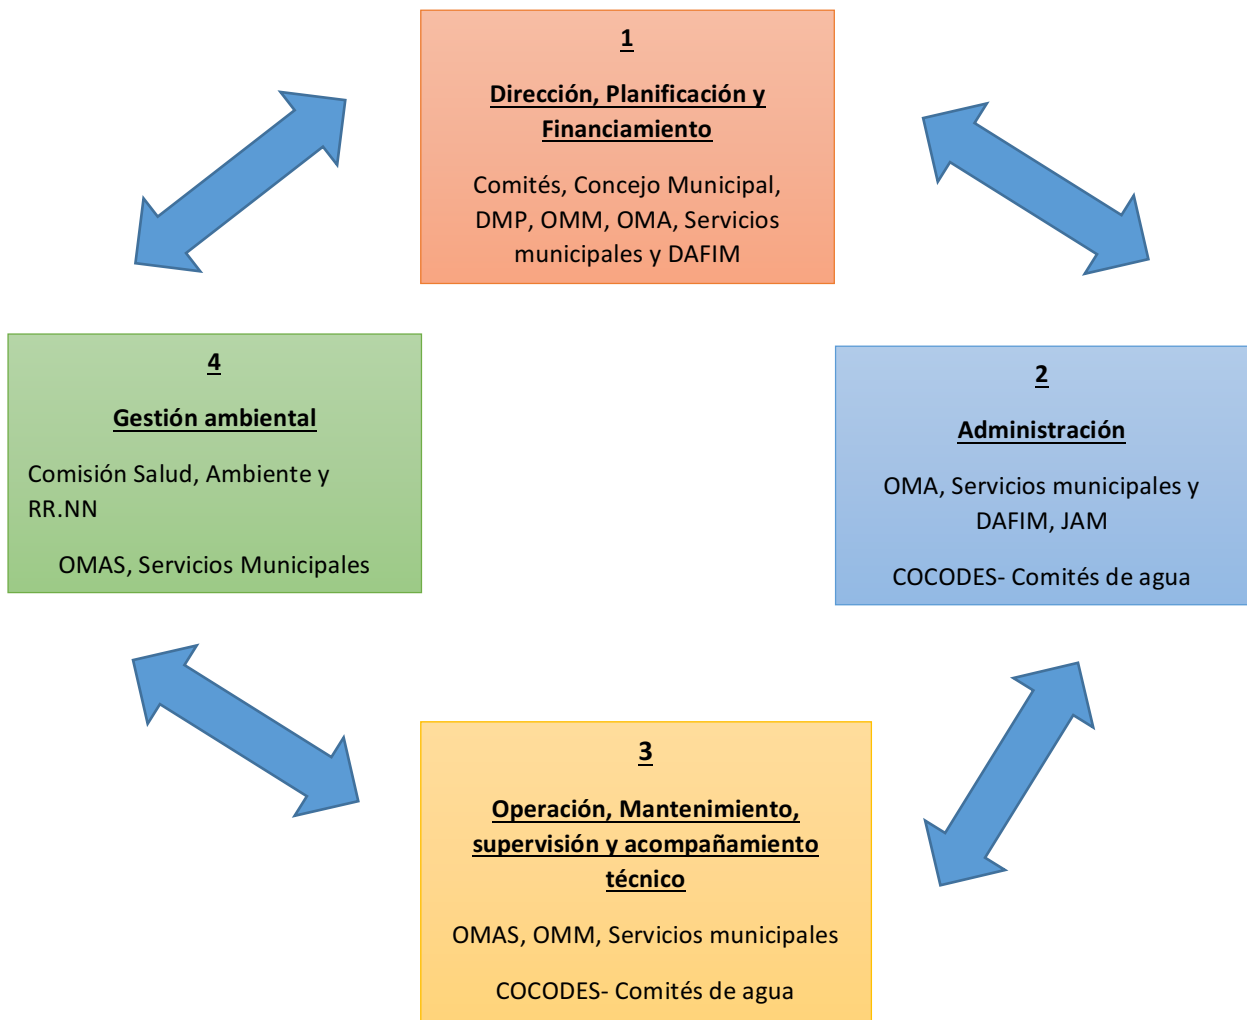 1
Dirección, Planificación y
Financiamiento
Comités, Concejo Municipal,
DMP, OMM, OMA, Servicios
municipales y DAFIM
4
Gestión ambiental
Comisión Salud, Ambiente y
RR.NN
OMAS, Servicios Municipales
2
Administración
OMA, Servicios municipales y
DAFIM, JAM
COCODES- Comités de agua
3
Operación, Mantenimiento,
supervisión y acompañamiento
técnico
OMAS, OMM, Servicios municipales
COCODES- Comités de agua